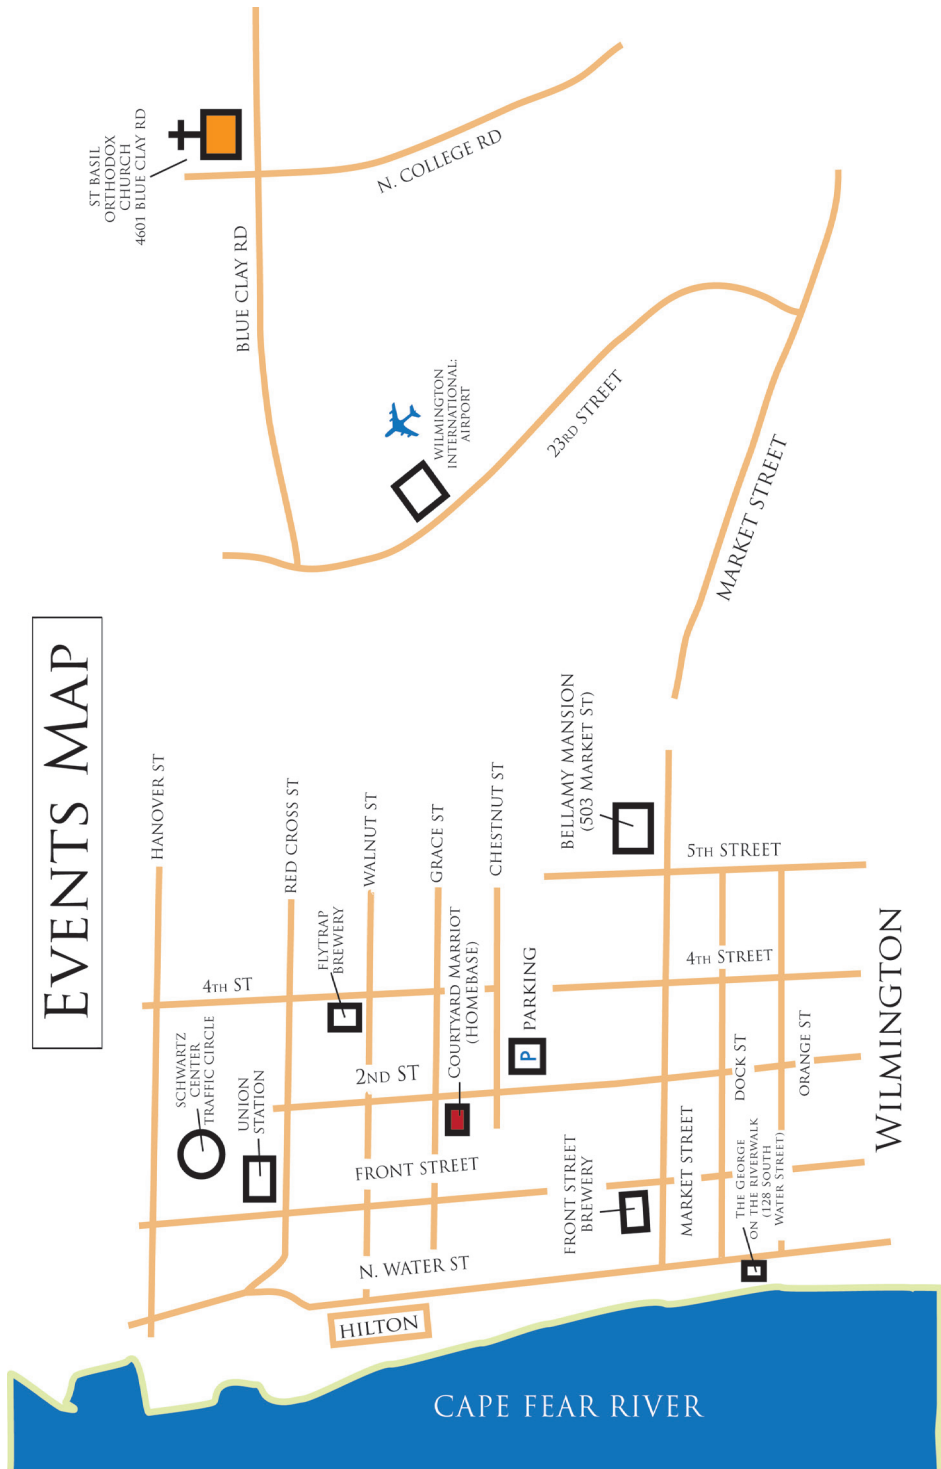 EVENTS MAP
ST BASIL
ORTHODOX
CHURCH
4601 BLUE CLAY RD
BLUE CLAY RD
N. COLLEGE RD
WILMINGTON
INTERNATIONAL:
AIRPORT
23RD STREET
MARKET STREET
HANOVER ST
RED CROSS ST
WALNUT ST
GRACE ST
CHESTNUT ST
BELLAMY MANSION
(503 MARKET ST)
5TH STREET
4TH ST
FLYTRAP
BREWERY
COURTYARD MARRIOT
(HOMEBASE)
PARKING
P
4TH STREET
SCHWARTZ
CENTER
TRAFFIC CIRCLE
UNION
STATION
2ND ST
DOCK ST
ORANGE ST
WILMINGTON
FRONT STREET
FRONT STREET
BREWERY
MARKET STREET
THE GEORGE
ON THE RIVERWALK
(128 SOUTH
WATER STREET)
N. WATER ST
HILTON
CAPE FEAR RIVER